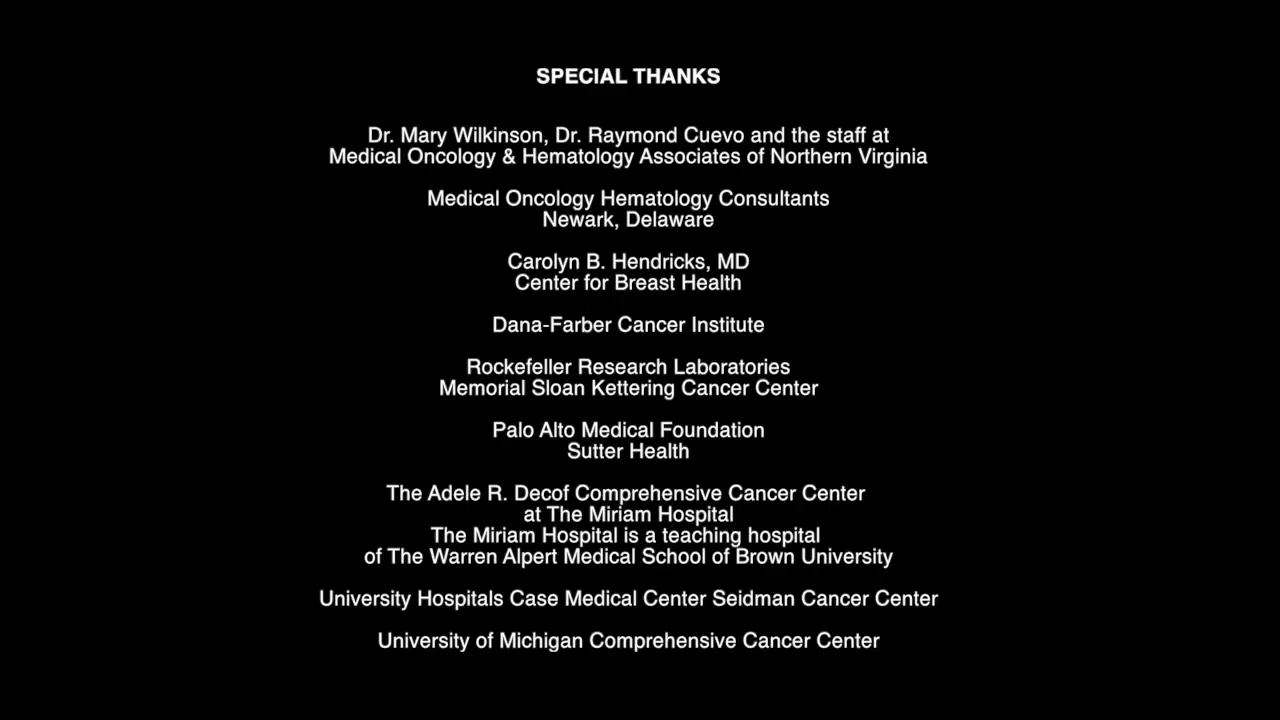 SPECIAL THANKS
Dr. Mary Wilkinson, Dr. Raymond Cuevo and the staff at
Medical Oncology & Hematology Associates of Northern Virginia
Medical Oncology Hematology Consultants
Newark, Delaware
Carolyn B. Hendricks, MD
Center for Breast Health
Dana-Farber Cancer Institute
Rockefeller Research Laboratories
Memorial Sloan Kettering Cancer Center
Palo Alto Medical Foundation
Sutter Health
The Adele R. Decof Comprehensive Cancer Center
at The Miriam Hospital
The Miriam Hospital is a teaching hospital
of The Warren Alpert Medical School of Brown University
University Hospitals Case Medical Center Seidman Cancer Center
University of Michigan Comprehensive Cancer Center